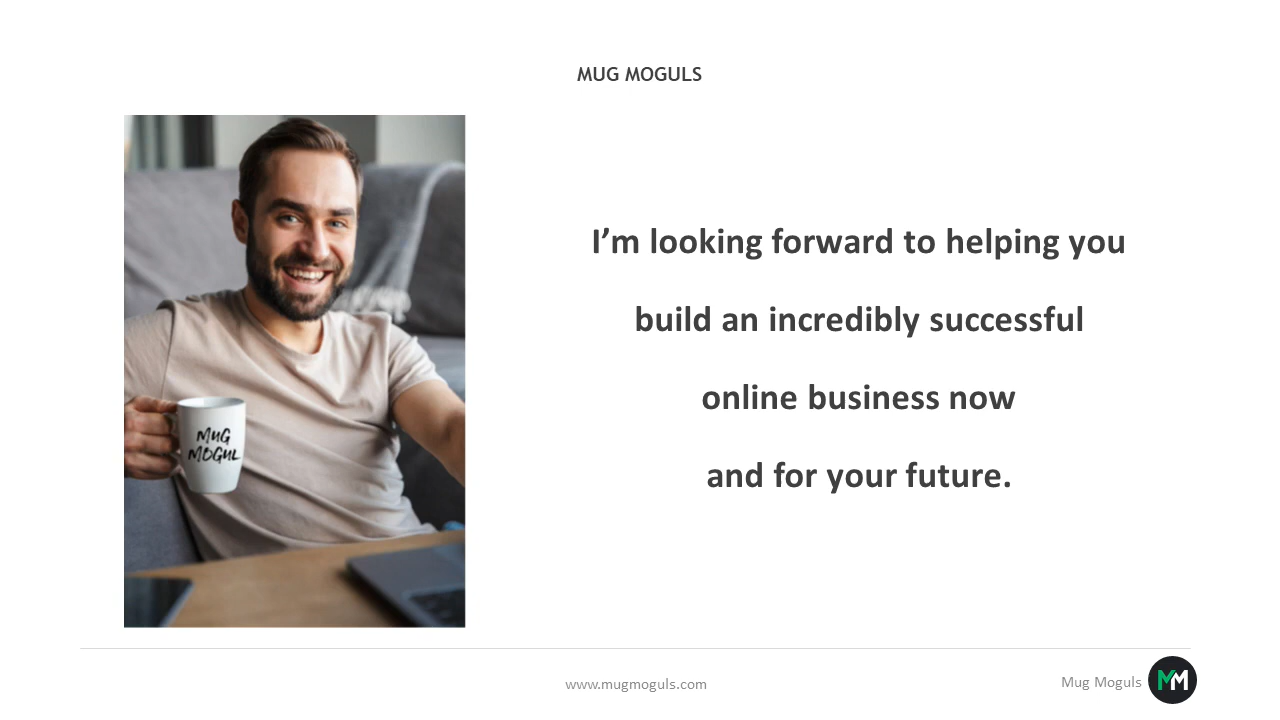 MUG MOGULS
MUG
MOGUL
I’m looking forward to helping you
build an incredibly successful
online business now
and for your future.
www.mugmoguls.com
Mug Moguls
MM